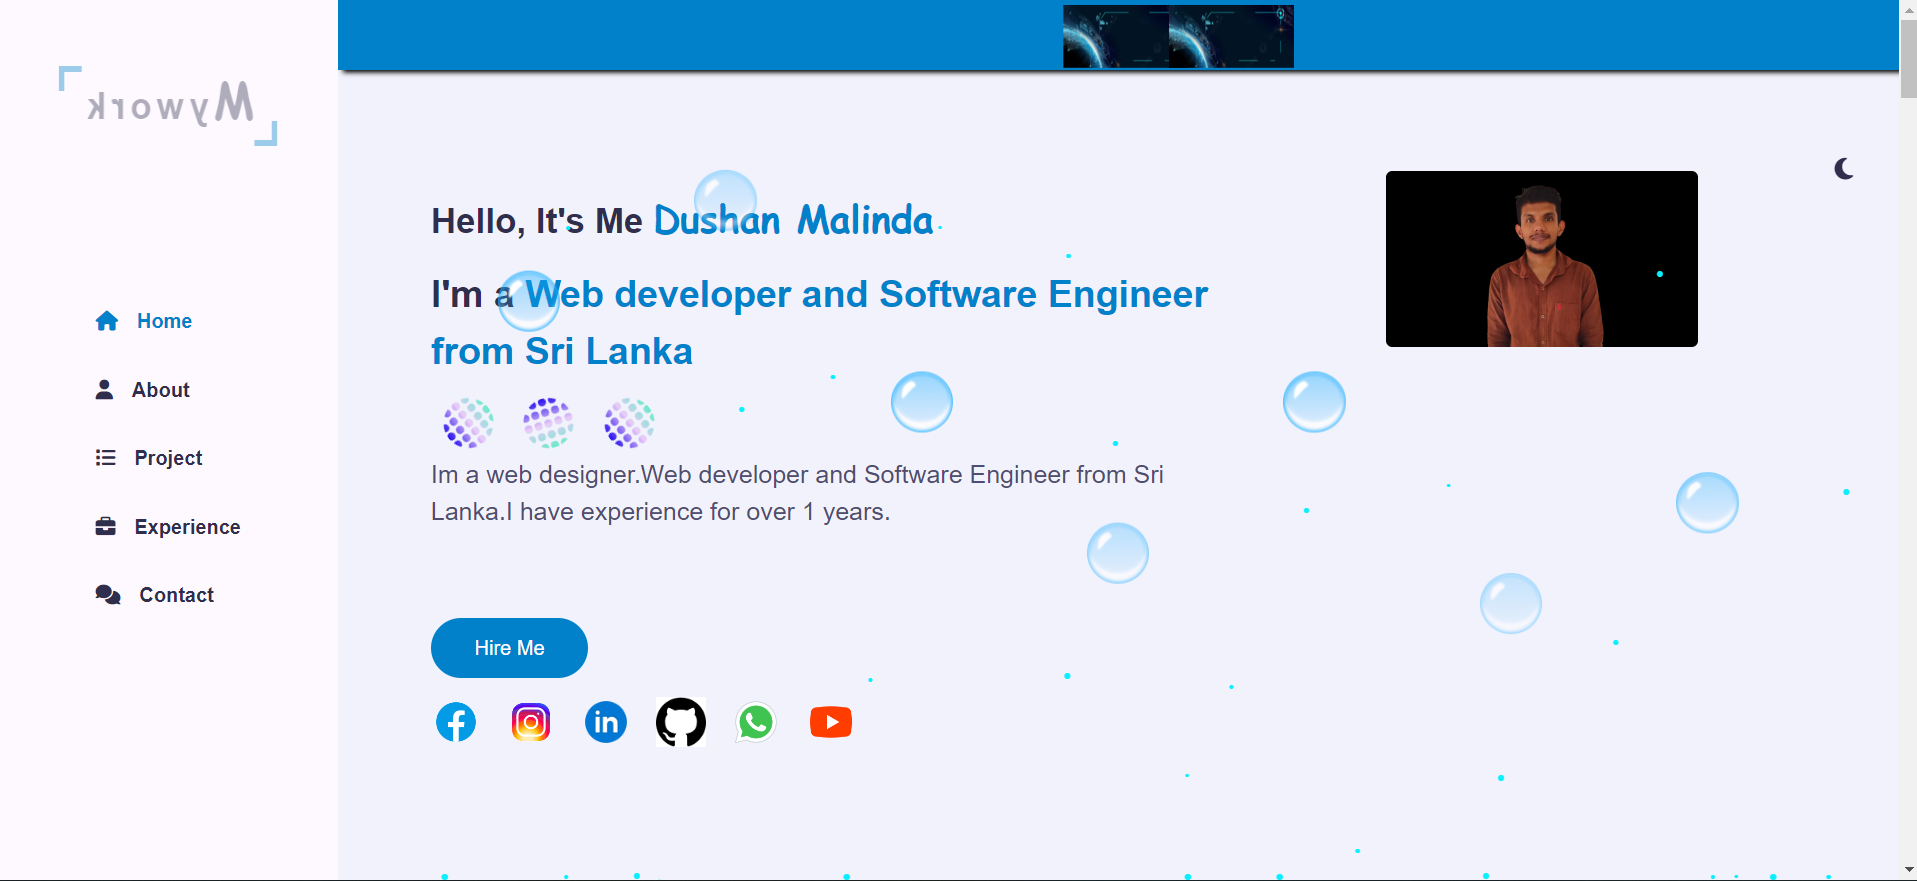 Mywork
Home
About
Project
Experience
Contact
Hello, It's Me Dushan Malinda
I'm a Web developer and Software Engineer
from Sri Lanka
Im a web designer.Web developer and Software Engineer from Sri
Lanka.I have experience for over 1 years.
Hire Me